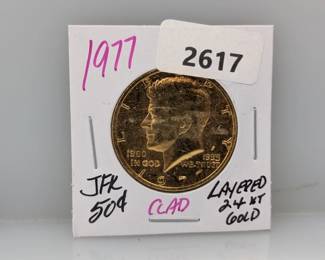 1977
2617
LIBERTY
IN GOD WE TRUST
JFK
50¢
CLAD
LAYERED
24 KT
GOLD